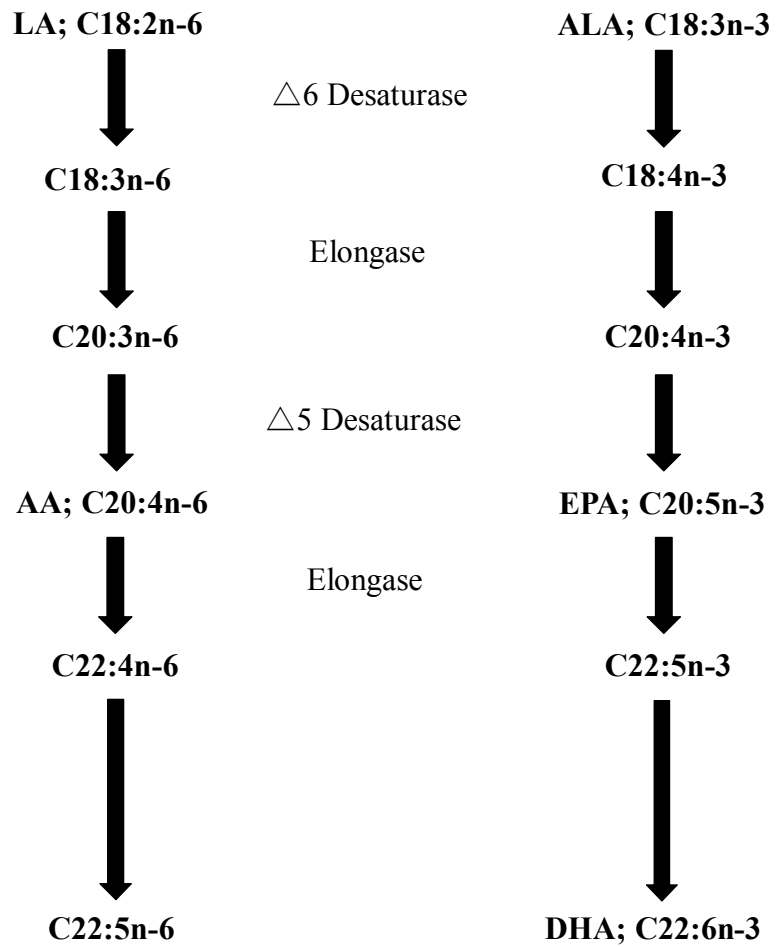 LA; C18:2n-6
ALA; C18:3n-3
△6 Desaturase
C18:3n-6
C18:4n-3
Elongase
C20:3n-6
C20:4n-3
△5 Desaturase
AA; C20:4n-6
EPA; C20:5n-3
Elongase
C22:4n-6
C22:5n-3
C22:5n-6
DHA; C22:6n-3